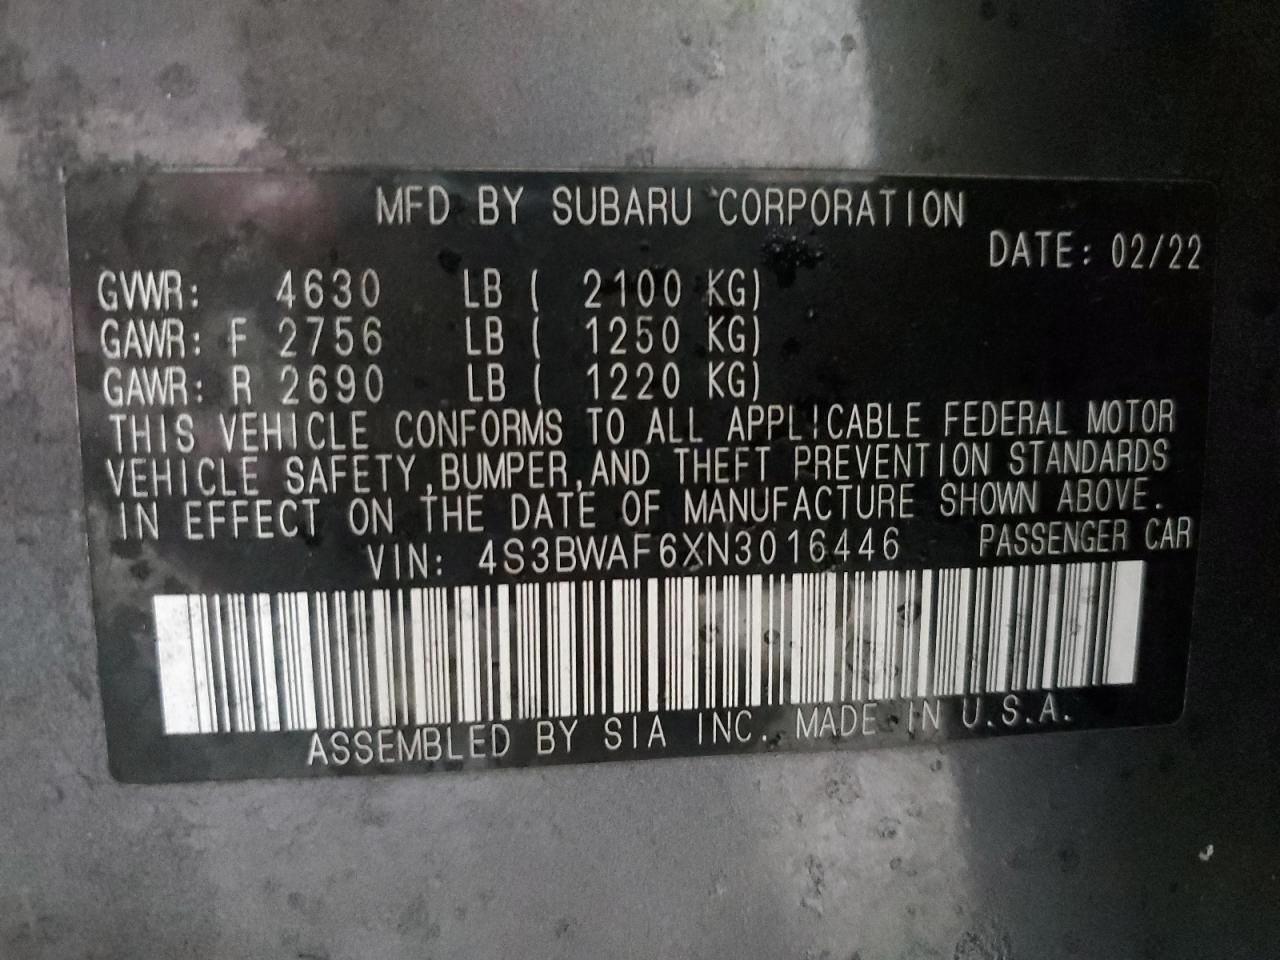 MFD BY SUBARU CORPORATION
DATE: 02/22
GVWR: 4630 LB ( 2100 KG)
GAWR: F 2756 LB ( 1250 KG)
GAWR: R 2690 LB ( 1220 KG)
THIS VEHICLE CONFORMS TO ALL APPLICABLE FEDERAL MOTOR
VEHICLE SAFETY,BUMPER,AND THEFT PREVENTION STANDARDS
IN EFFECT ON THE DATE OF MANUFACTURE SHOWN ABOVE.
VIN: 4S3BWAF6XN3016446 PASSENGER CAR
ASSEMBLED BY SIA INC. MADE IN U.S.A.